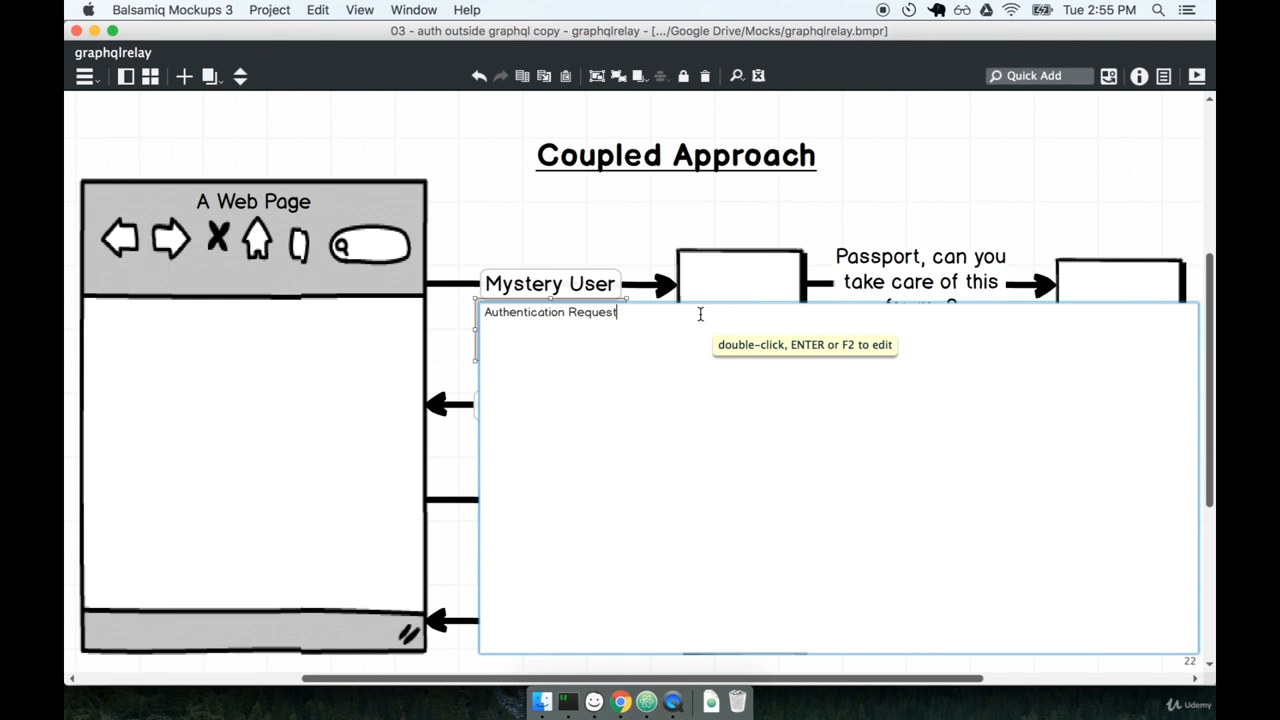 Balsamiq Mockups 3 Project Edit View Window Help Tue 2:55 PM
03 - auth outside graphql copy - graphqlrelay - [.../Google Drive/Mocks/graphqlrelay.bmpr]
graphqlrelay
Quick Add
Coupled Approach
A Web Page
Mystery User
Passport, can you
take care of this
Authentication Request
double-click, ENTER or F2 to edit
22
Udemy